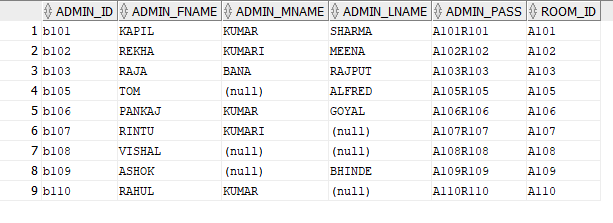 ADMIN_ID ADMIN_FNAME ADMIN_MNAME ADMIN_LNAME ADMIN_PASS ROOM_ID
1 b101 KAPIL KUMAR SHARMA A101R101 A101
2 b102 REKHA KUMARI MEENA A102R102 A102
3 b103 RAJA BANA RAJPUT A103R103 A103
4 b105 TOM (null) ALFRED A105R105 A105
5 b106 PANKAJ KUMAR GOYAL A106R106 A106
6 b107 RINTU KUMARI (null) A107R107 A107
7 b108 VISHAL (null) (null) A108R108 A108
8 b109 ASHOK (null) BHINDE A109R109 A109
9 b110 RAHUL KUMAR (null) A110R110 A110